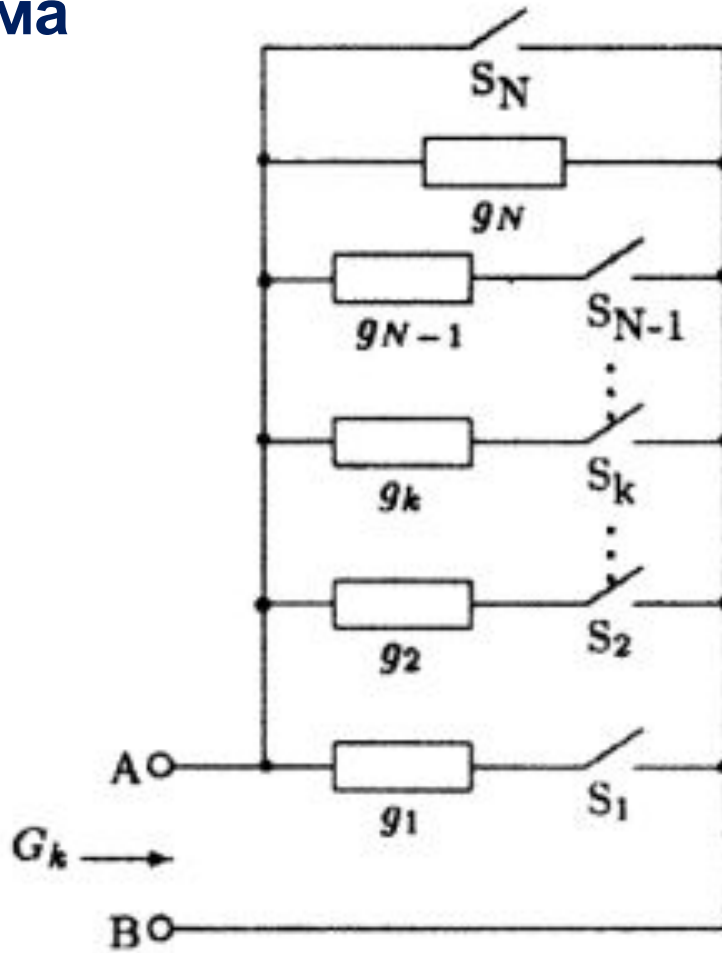 ма
S_N
g_N
g_{N-1}
S_{N-1}
g_k
S_k
g_2
S_2
A
g_1
S_1
G_k
B